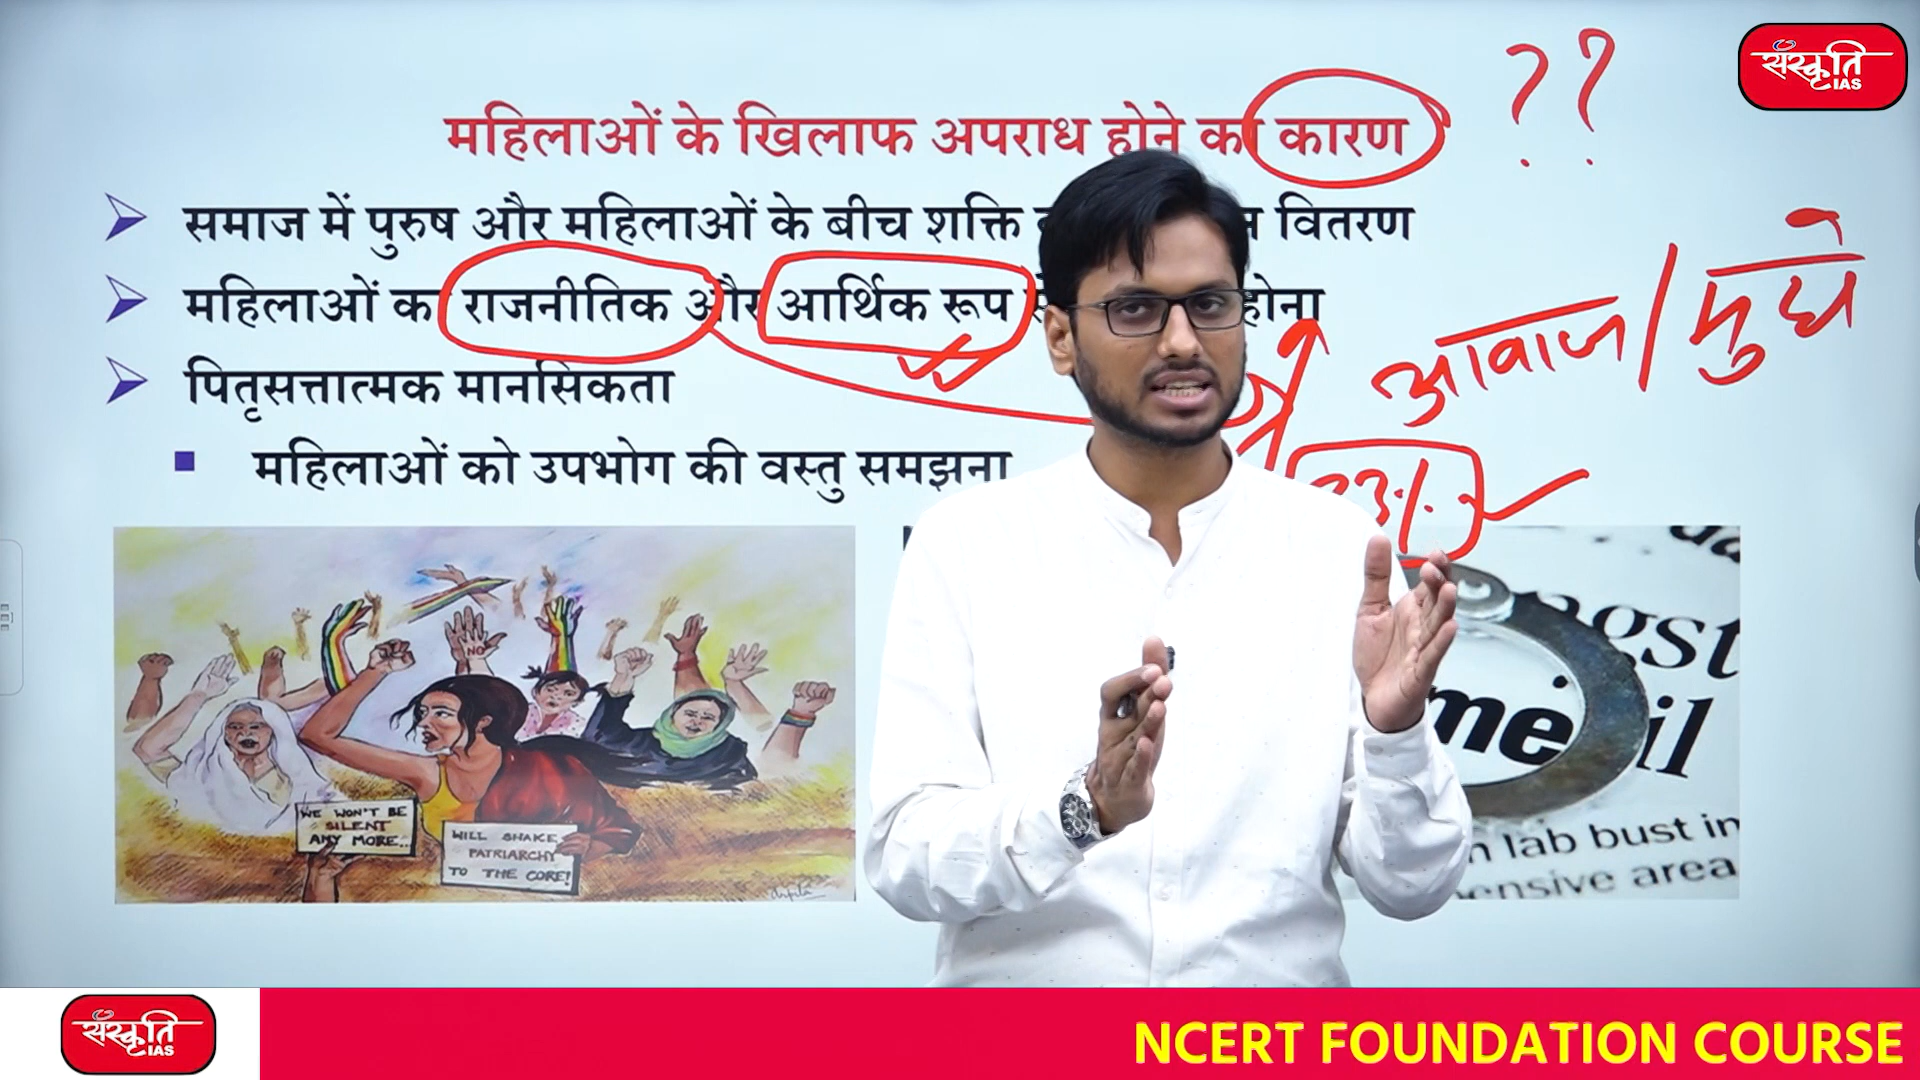 संस्कृति
IAS
महिलाओं के खिलाफ अपराध होने का कारण
??
समाज में पुरुष और महिलाओं के बीच शक्ति वितरण
महिलाओं का राजनीतिक और आर्थिक रूप होना
आवाज / मुद्दे
पितृसत्तात्मक मानसिकता
महिलाओं को उपभोग की वस्तु समझना
33%
NO
WE WON'T BE
SILENT
ANY MORE..
WILL SHAKE
PATRIARCHY
TO THE CORE!
lab bust in
area
संस्कृति
IAS
NCERT FOUNDATION COURSE